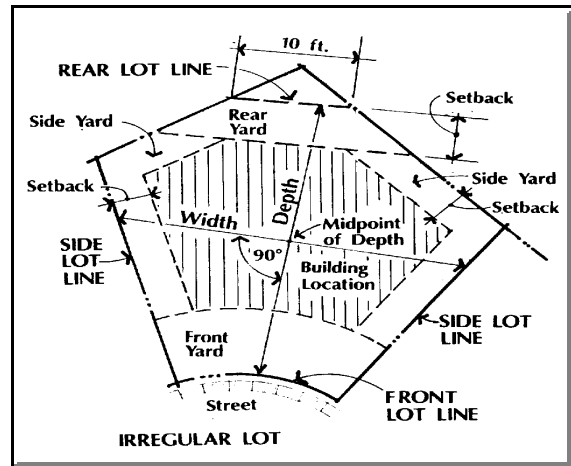 10 ft.
REAR LOT LINE
Setback
Rear
Yard
Side Yard
Side Yard
Setback
Setback
Width
Depth
Midpoint
of Depth
90°
SIDE
LOT
LINE
Building
Location
SIDE LOT
LINE
Front
Yard
FRONT
LOT LINE
Street
IRREGULAR LOT